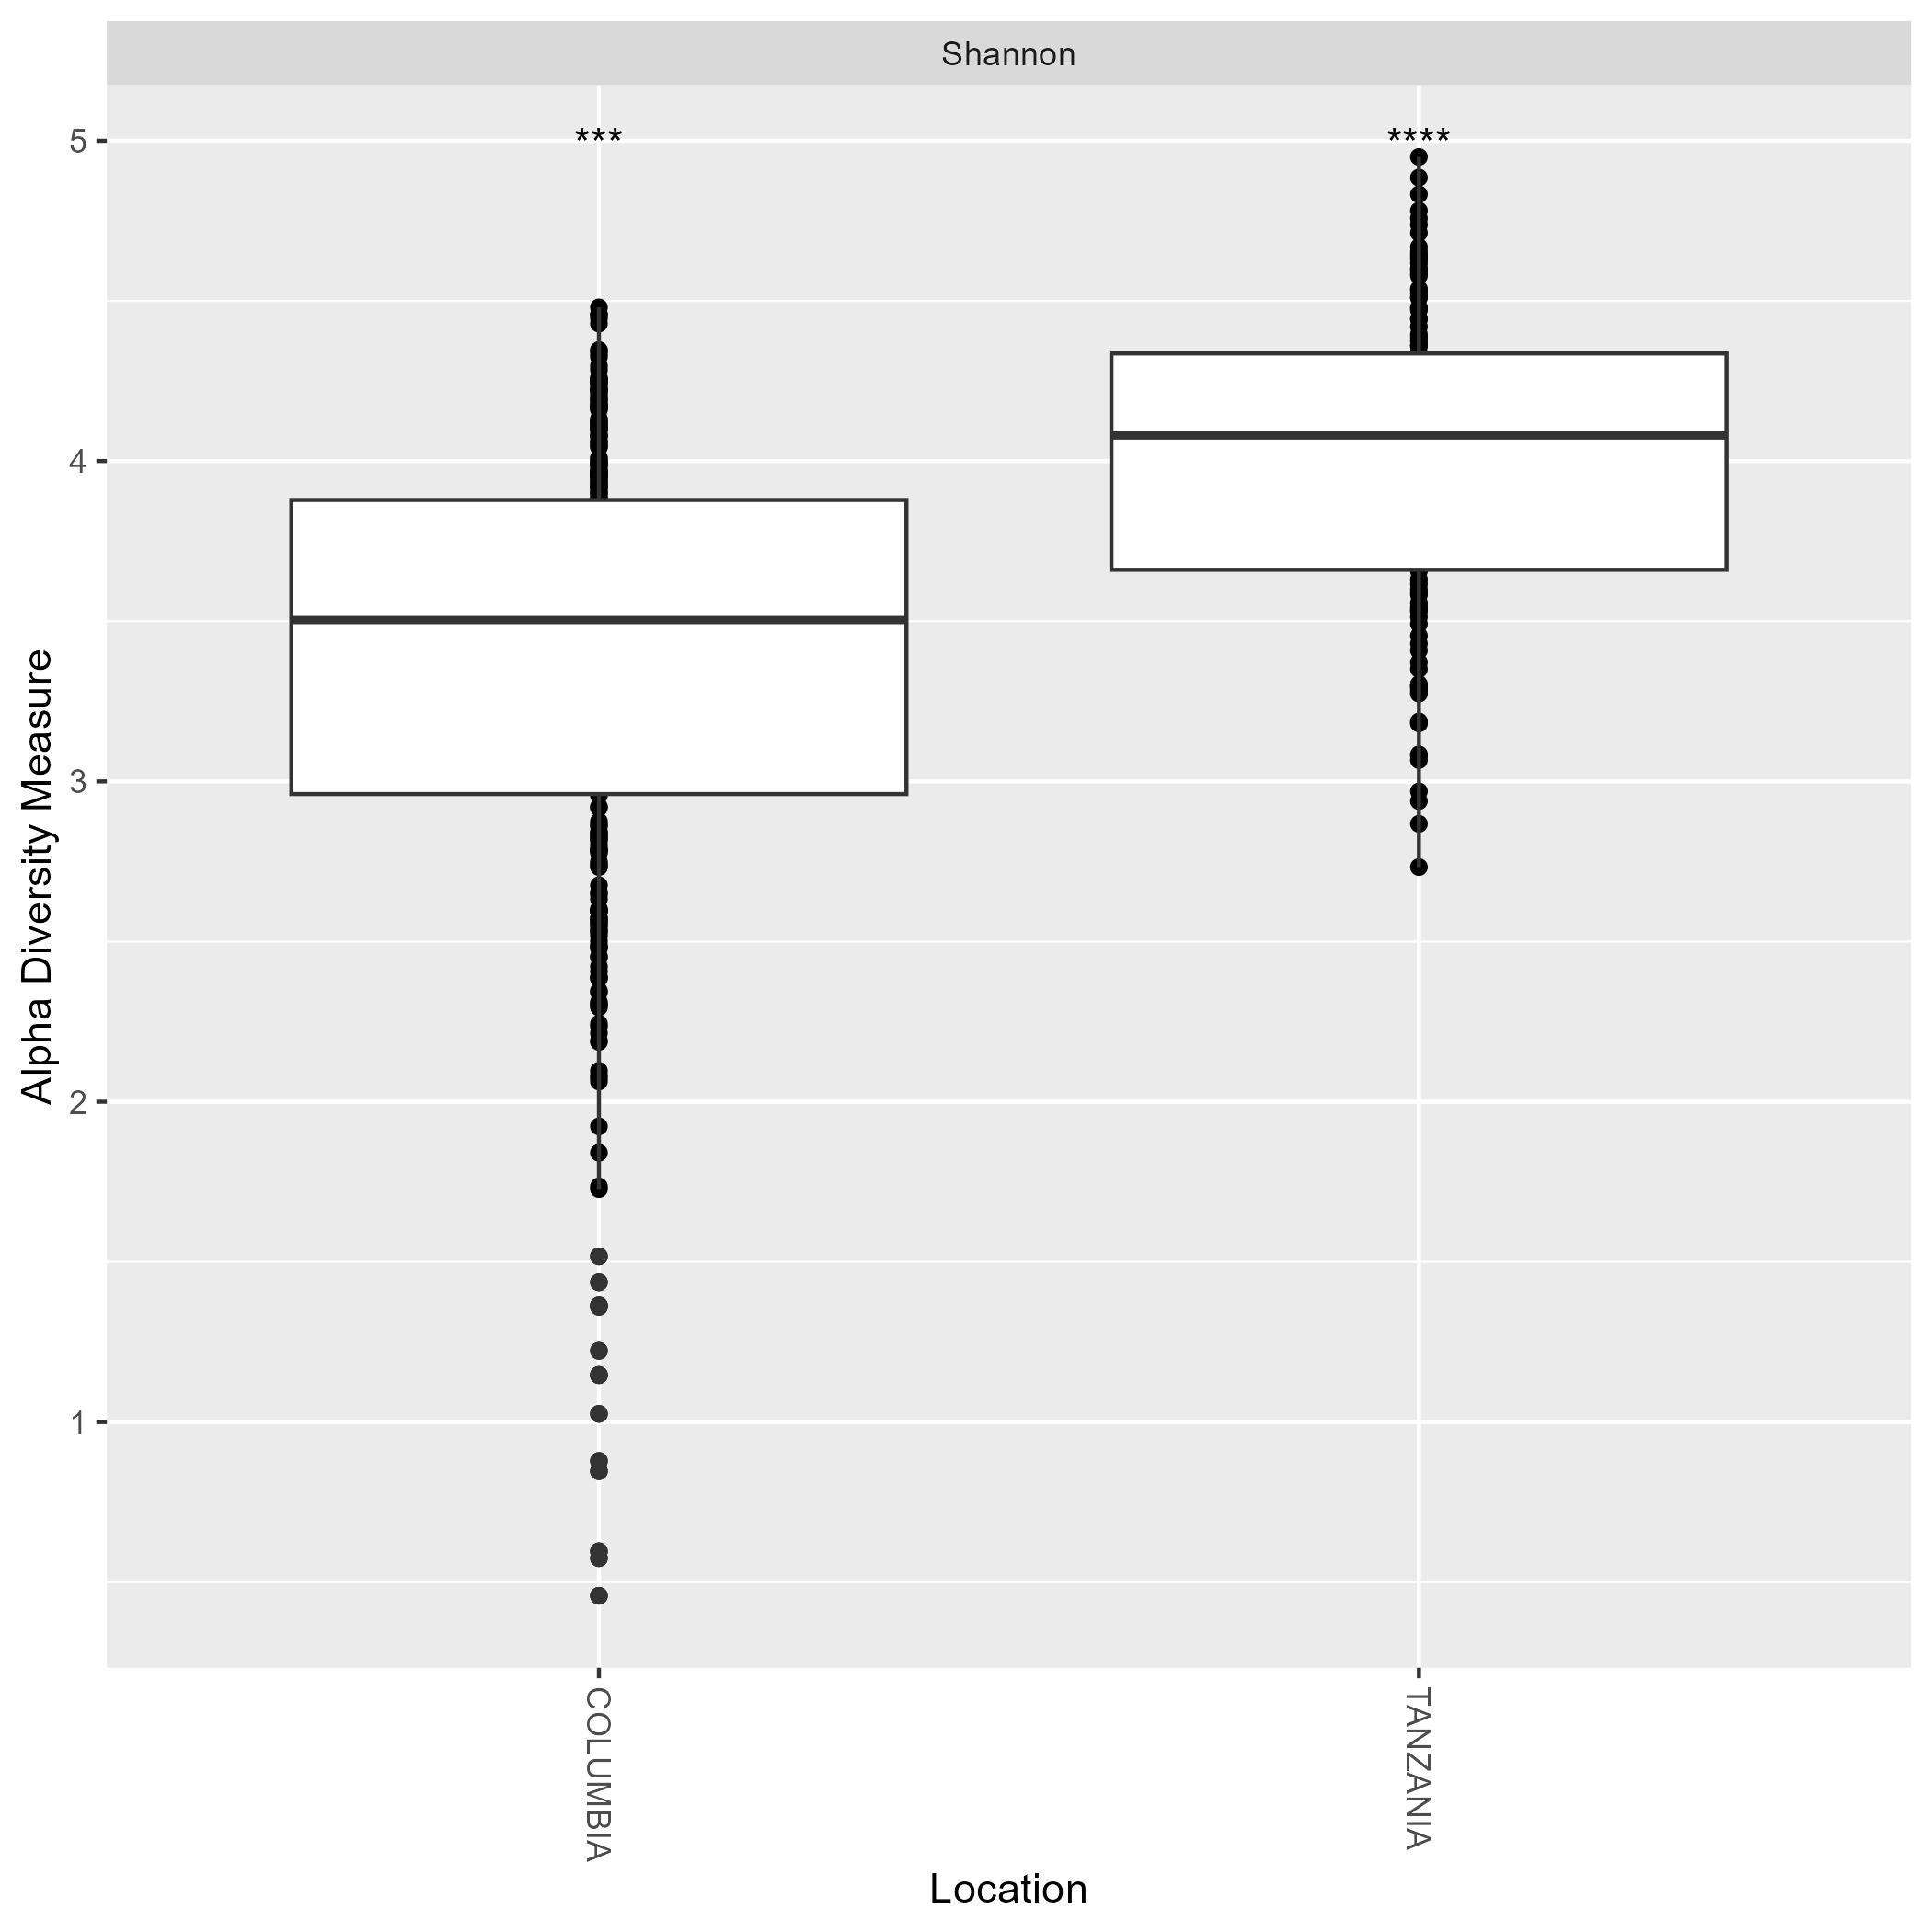 Shannon
***
****
5
4
3
2
1
Alpha Diversity Measure
COLUMBIA
TANZANIA
Location